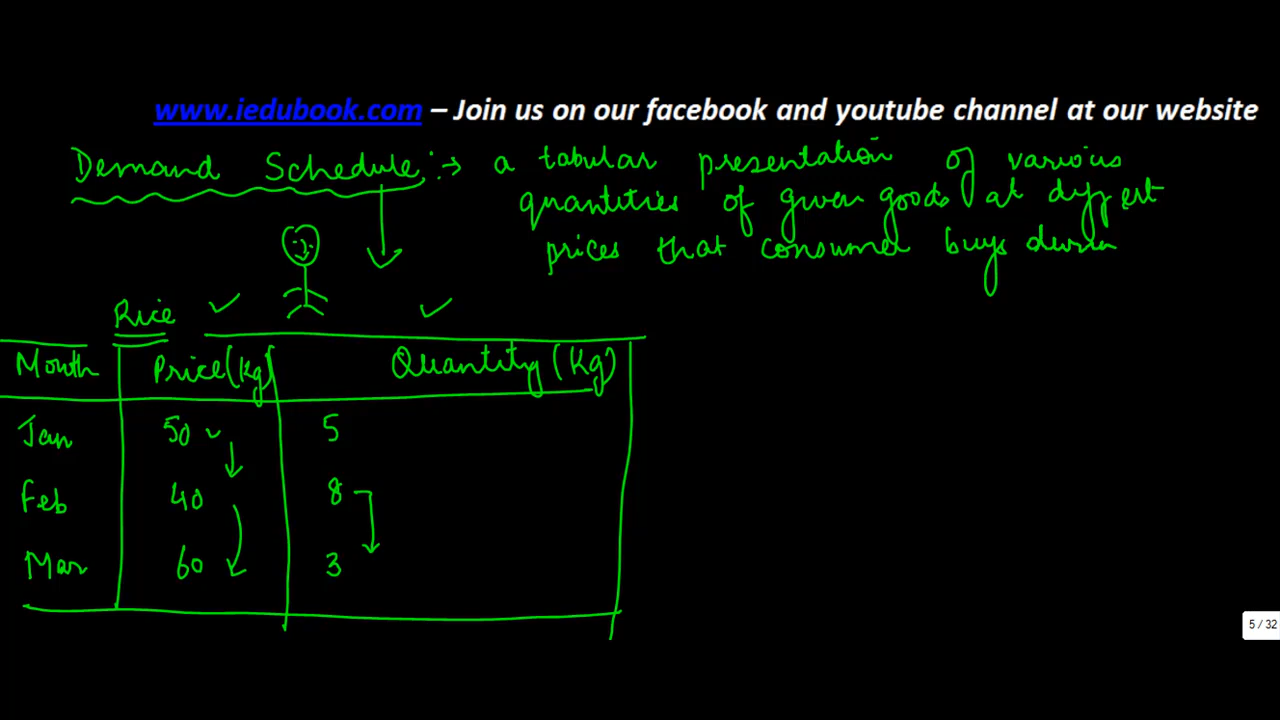 www.iedubook.com – Join us on our facebook and youtube channel at our website
Demand Schedule :-> a tabular presentation of various
quantities of given goods at differt
prices that consumer buys durin
Rice ✓ ✓
Month Price(Kg) Quantity (Kg)
Jan 50 5
Feb 40 8
Mar 60 3
5 / 32